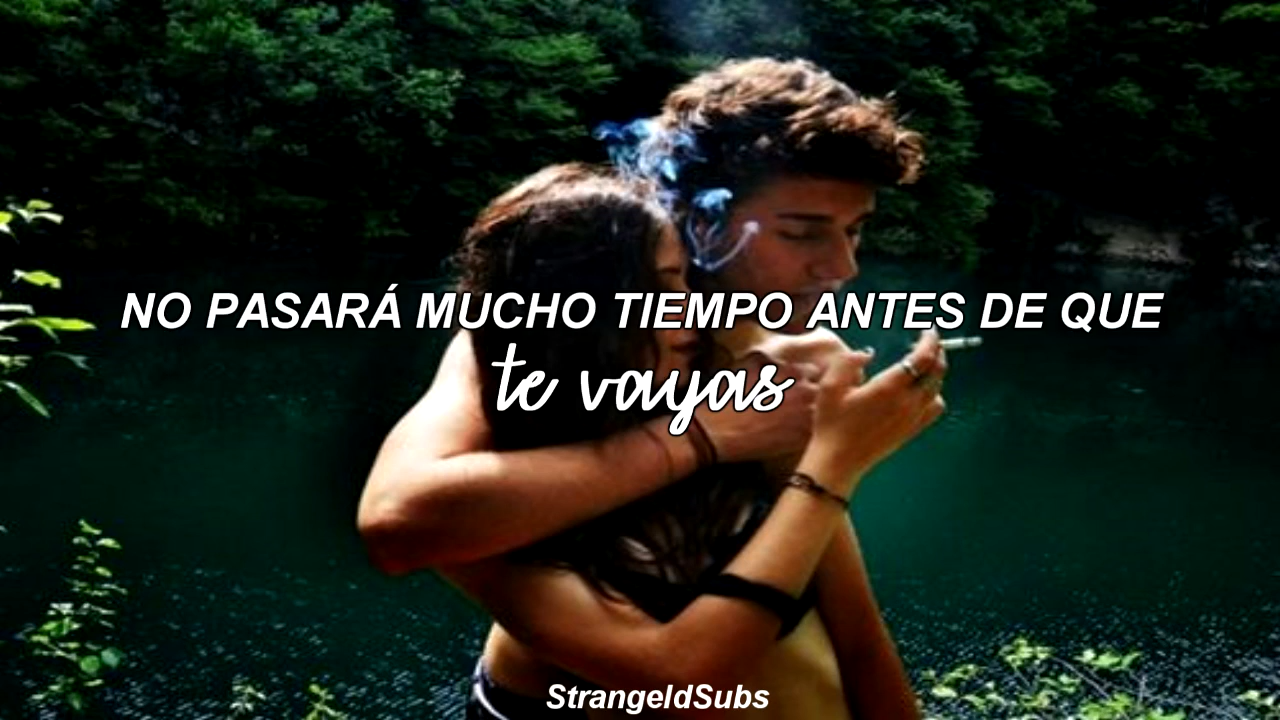 NO PASARÁ MUCHO TIEMPO ANTES DE QUE
te vayas
StrangeldSubs